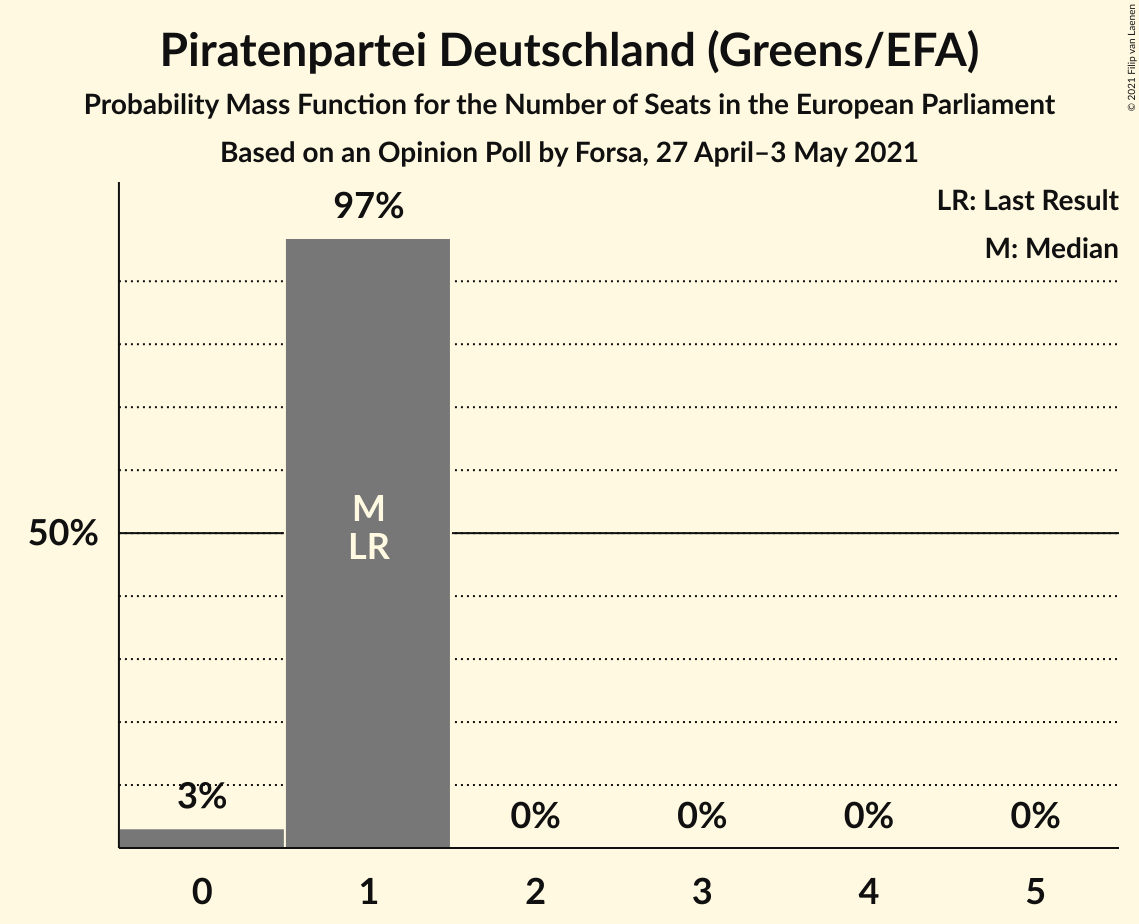 Piratenpartei Deutschland (Greens/EFA)
Probability Mass Function for the Number of Seats in the European Parliament
Based on an Opinion Poll by Forsa, 27 April–3 May 2021
© 2021 Filip van Laenen
LR: Last Result
M: Median
97%
M
LR
50%
3%
0%
0%
0%
0%
0
1
2
3
4
5